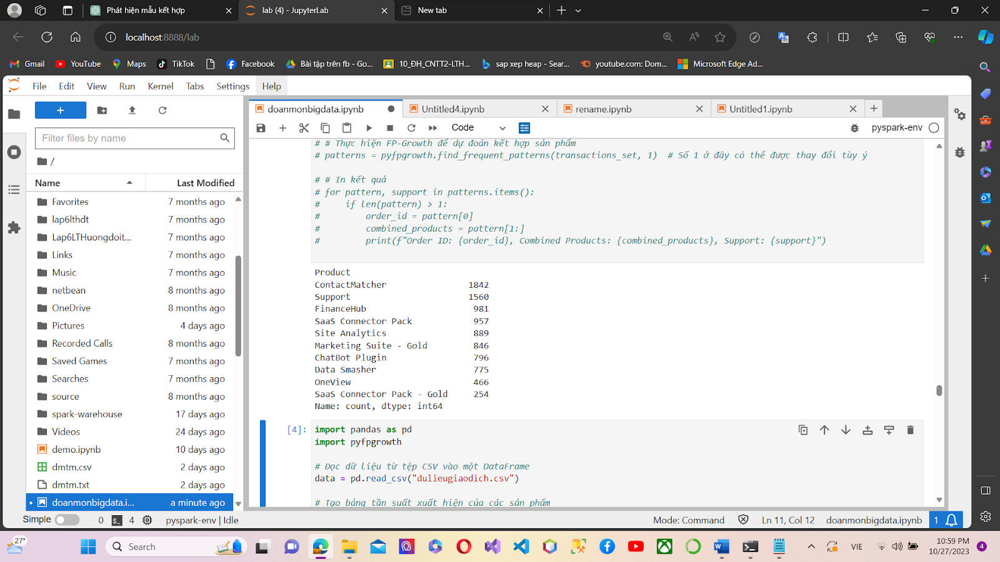 Phát hiện mẫu kết hợp
lab (4) - JupyterLab
New tab
localhost:8888/lab
Gmail
YouTube
Maps
TikTok
Facebook
Bài tập trên fb - Go...
10_ĐH_CNTT2-LTH...
sap xep heap - Sear...
youtube.com: Dom...
Microsoft Edge Ad...
File Edit View Run Kernel Tabs Settings Help
doanmonbigdata.ipynb
Untitled4.ipynb
rename.ipynb
Untitled1.ipynb
Code
pyspark-env
Filter files by name
/
Name Last Modified
Favorites 7 months ago
lap6lthdt 7 months ago
Lap6LTHuongdoit... 7 months ago
Links 7 months ago
Music 7 months ago
netbean 8 months ago
OneDrive 8 months ago
Pictures 4 days ago
Recorded Calls 8 months ago
Saved Games 7 months ago
Searches 7 months ago
source 8 months ago
spark-warehouse 17 days ago
Videos 24 days ago
demo.ipynb 10 days ago
dmtm.csv 2 days ago
dmtm.txt 2 days ago
doanmonbigdata.i... a minute ago
# # Thực hiện FP-Growth để dự đoán kết hợp sản phẩm
# patterns = pyfpgrowth.find_frequent_patterns(transactions_set, 1)  # Số 1 ở đây có thể được thay đổi tùy ý
# # In kết quả
# for pattern, support in patterns.items():
#     if len(pattern) > 1:
#         order_id = pattern[0]
#         combined_products = pattern[1:]
#         print(f"Order ID: {order_id}, Combined Products: {combined_products}, Support: {support}")
Product
ContactMatcher 1842
Support 1560
FinanceHub 981
SaaS Connector Pack 957
Site Analytics 889
Marketing Suite - Gold 846
ChatBot Plugin 796
Data Smasher 775
OneView 466
SaaS Connector Pack - Gold 254
Name: count, dtype: int64
[4]:
import pandas as pd
import pyfpgrowth
# Đọc dữ liệu từ tệp CSV vào một DataFrame
data = pd.read_csv("dulieugiaodich.csv")
# Tạo bảng tần suất xuất hiện của các sản phẩm
Simple 0 4 pyspark-env | Idle
Mode: Command Ln 11, Col 12 doanmonbigdata.ipynb 1
27°
Search
VIE
10:59 PM
10/27/2023
4